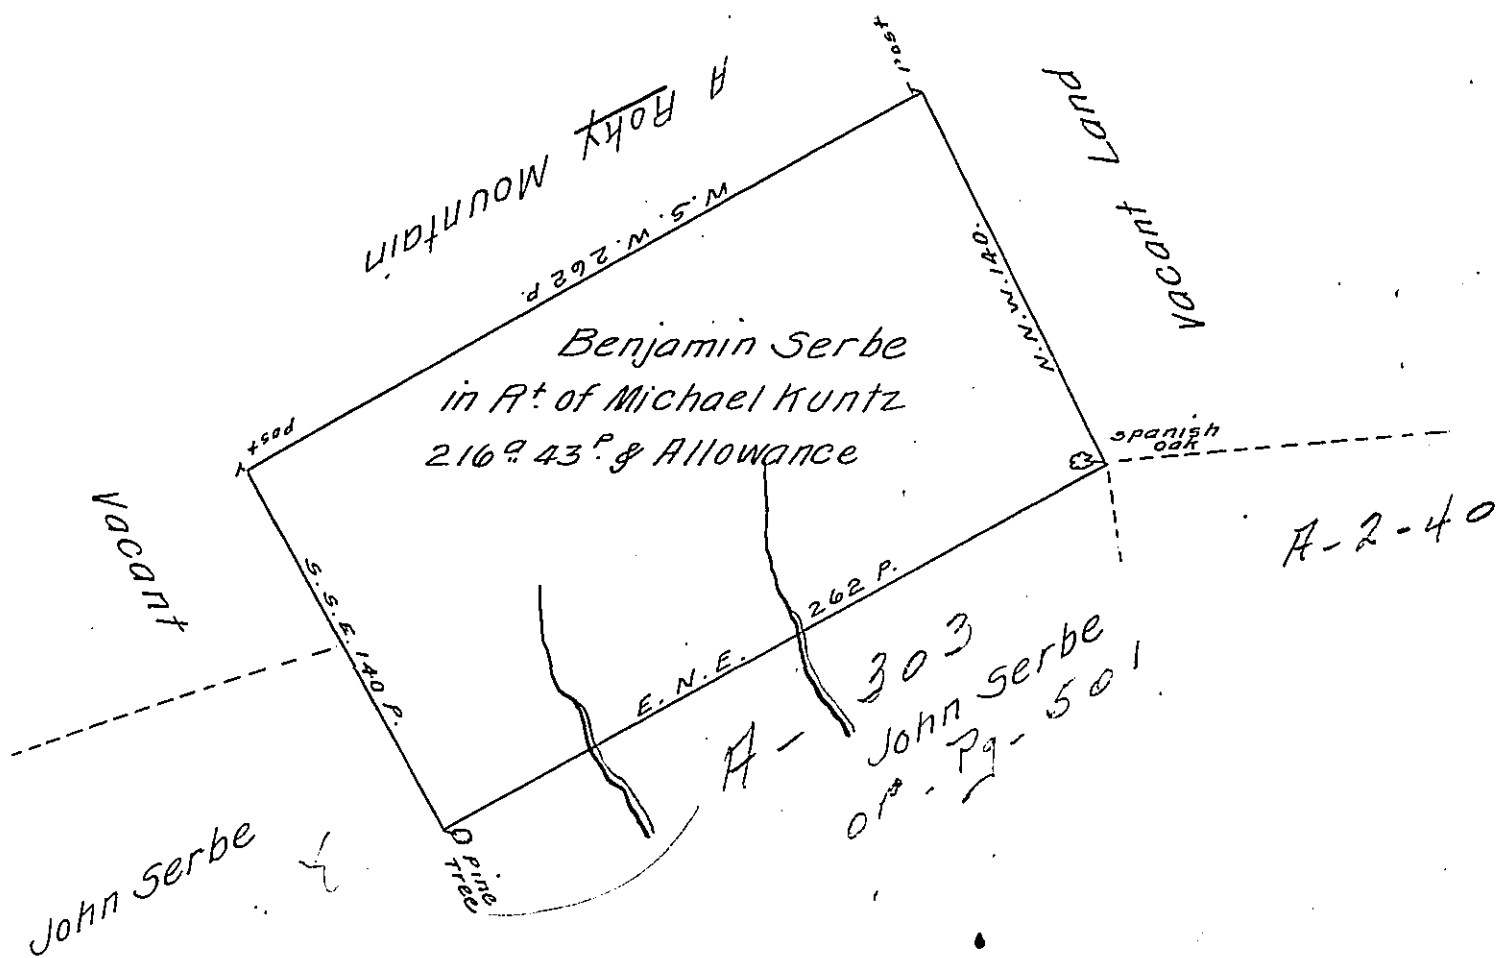 Post
A Roky Mountain
Vacant Land
W.S.W. 262 P.
N.N.W. 140.
Benjamin Serbe
in Rt. of Michael Kuntz
216a 43P & Allowance
Post
Spanish
Oak
Vacant
A-2-40
S.S.E. 140 P.
E.N.E. 262 P.
A-303
John Serbe
Pg-501
Pine
Tree
John Serbe